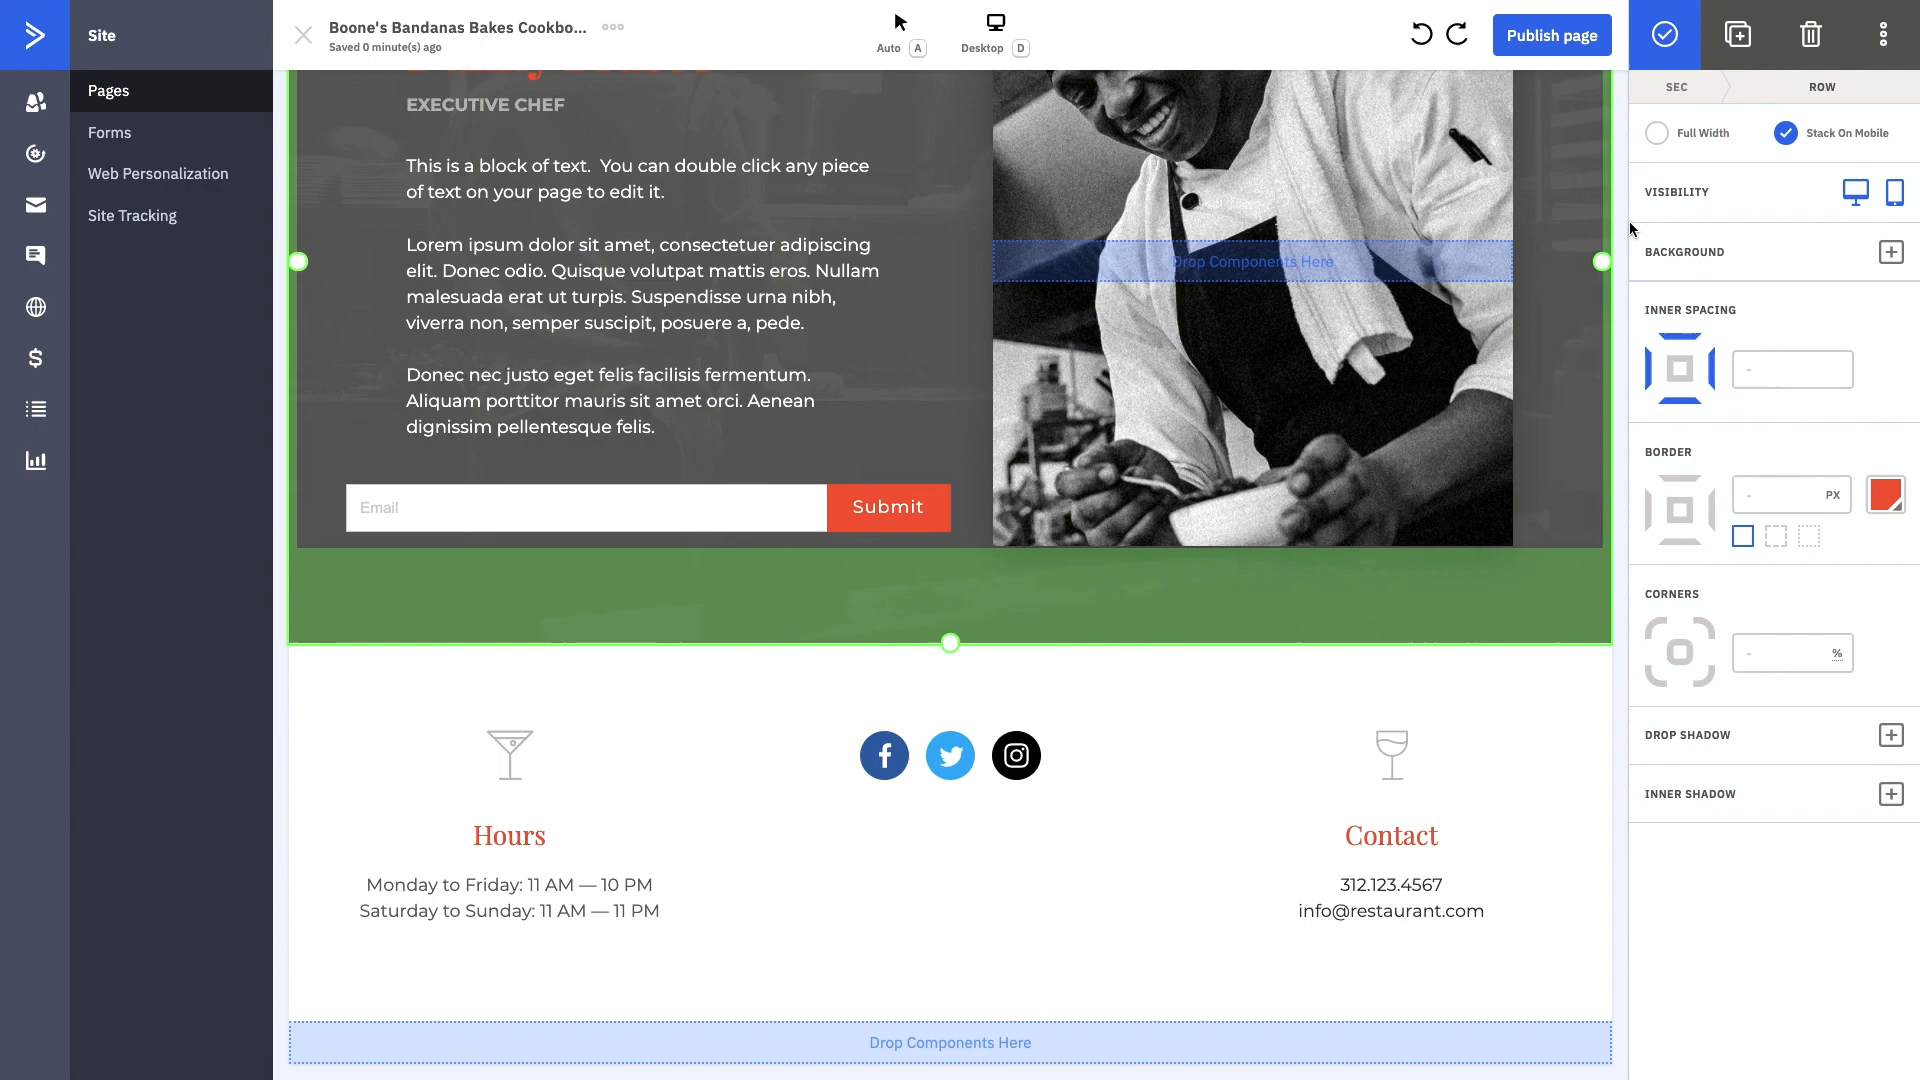 Site
Pages
Forms
Web Personalization
Site Tracking
Boone's Bandanas Bakes Cookbo...
Saved 0 minute(s) ago
Auto A
Desktop D
Publish page
EXECUTIVE CHEF
This is a block of text. You can double click any piece
of text on your page to edit it.
Lorem ipsum dolor sit amet, consectetuer adipiscing
elit. Donec odio. Quisque volutpat mattis eros. Nullam
malesuada erat ut turpis. Suspendisse urna nibh,
viverra non, semper suscipit, posuere a, pede.
Donec nec justo eget felis facilisis fermentum.
Aliquam porttitor mauris sit amet orci. Aenean
dignissim pellentesque felis.
Email
Submit
Drop Components Here
Hours
Monday to Friday: 11 AM — 10 PM
Saturday to Sunday: 11 AM — 11 PM
Contact
312.123.4567
info@restaurant.com
Drop Components Here
SEC
ROW
Full Width
Stack On Mobile
VISIBILITY
BACKGROUND
INNER SPACING
-
BORDER
- PX
CORNERS
- %
DROP SHADOW
INNER SHADOW